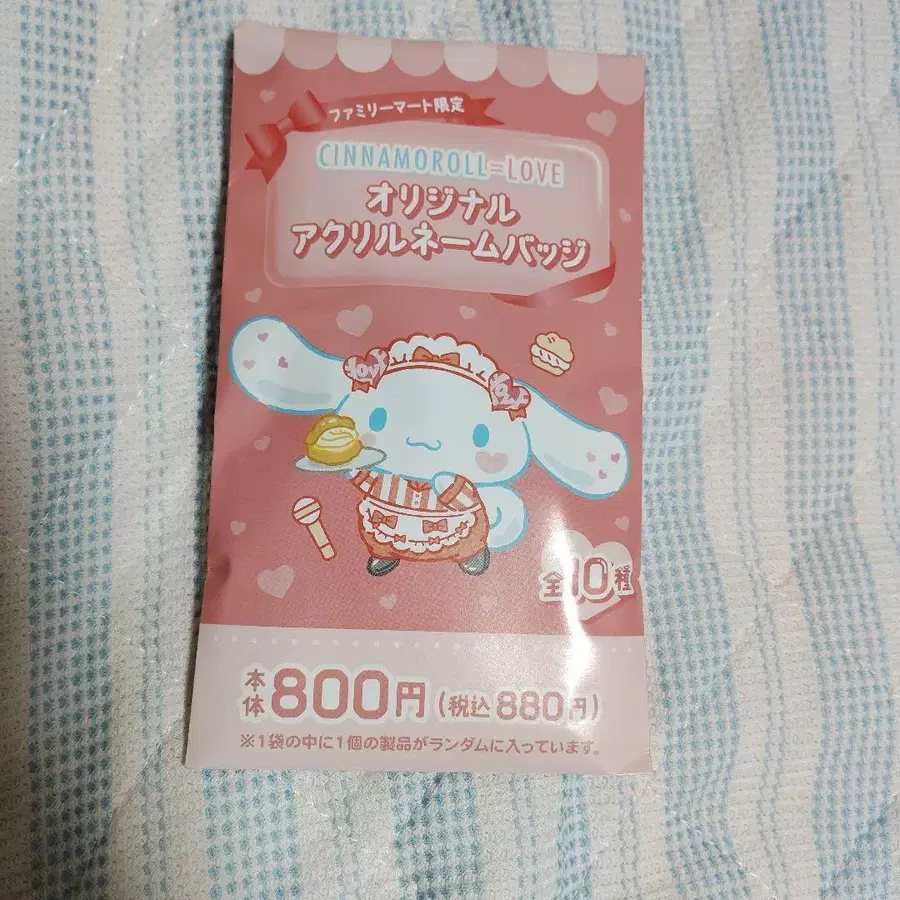 ファミリーマート限定
CINNAMOROLL=LOVE
オリジナル
アクリルネームバッジ
全10種
本体800円(税込880円)
※1袋の中に1個の製品がランダムに入っています。